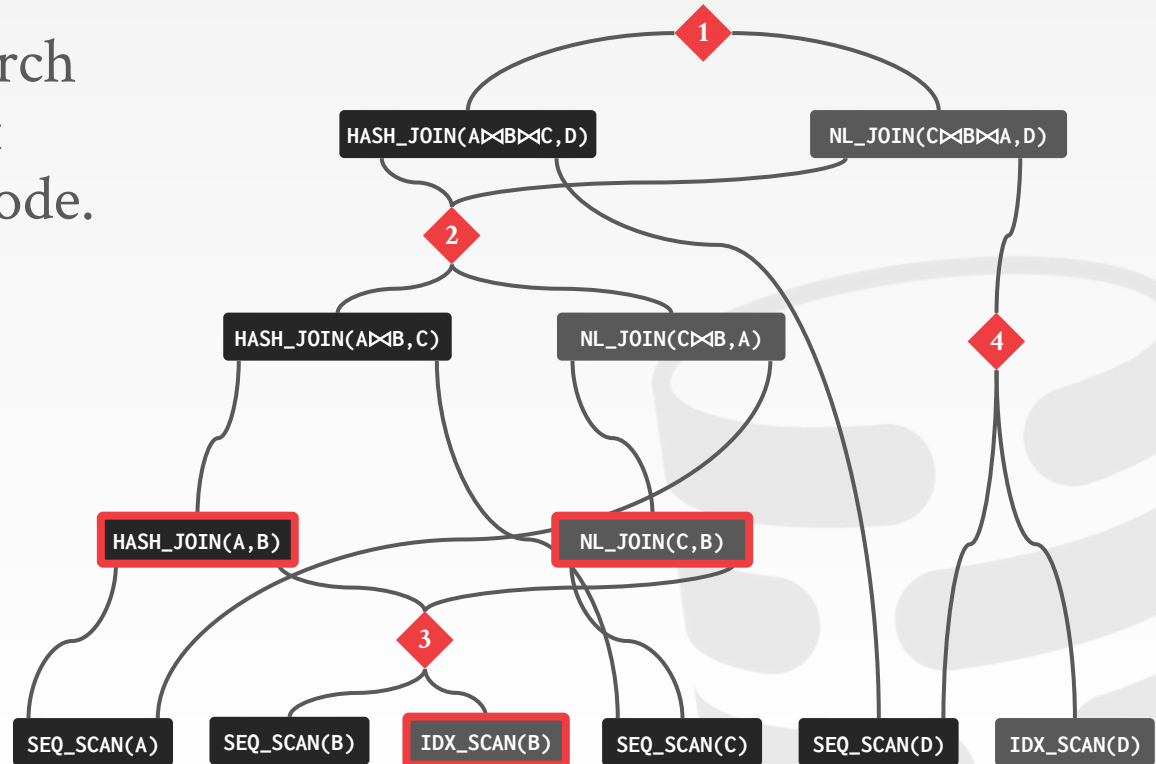 rch
ode.
1
HASH_JOIN(A⋈B⋈C,D)
NL_JOIN(C⋈B⋈A,D)
2
HASH_JOIN(A⋈B,C)
NL_JOIN(C⋈B,A)
4
HASH_JOIN(A,B)
NL_JOIN(C,B)
3
SEQ_SCAN(A)
SEQ_SCAN(B)
IDX_SCAN(B)
SEQ_SCAN(C)
SEQ_SCAN(D)
IDX_SCAN(D)